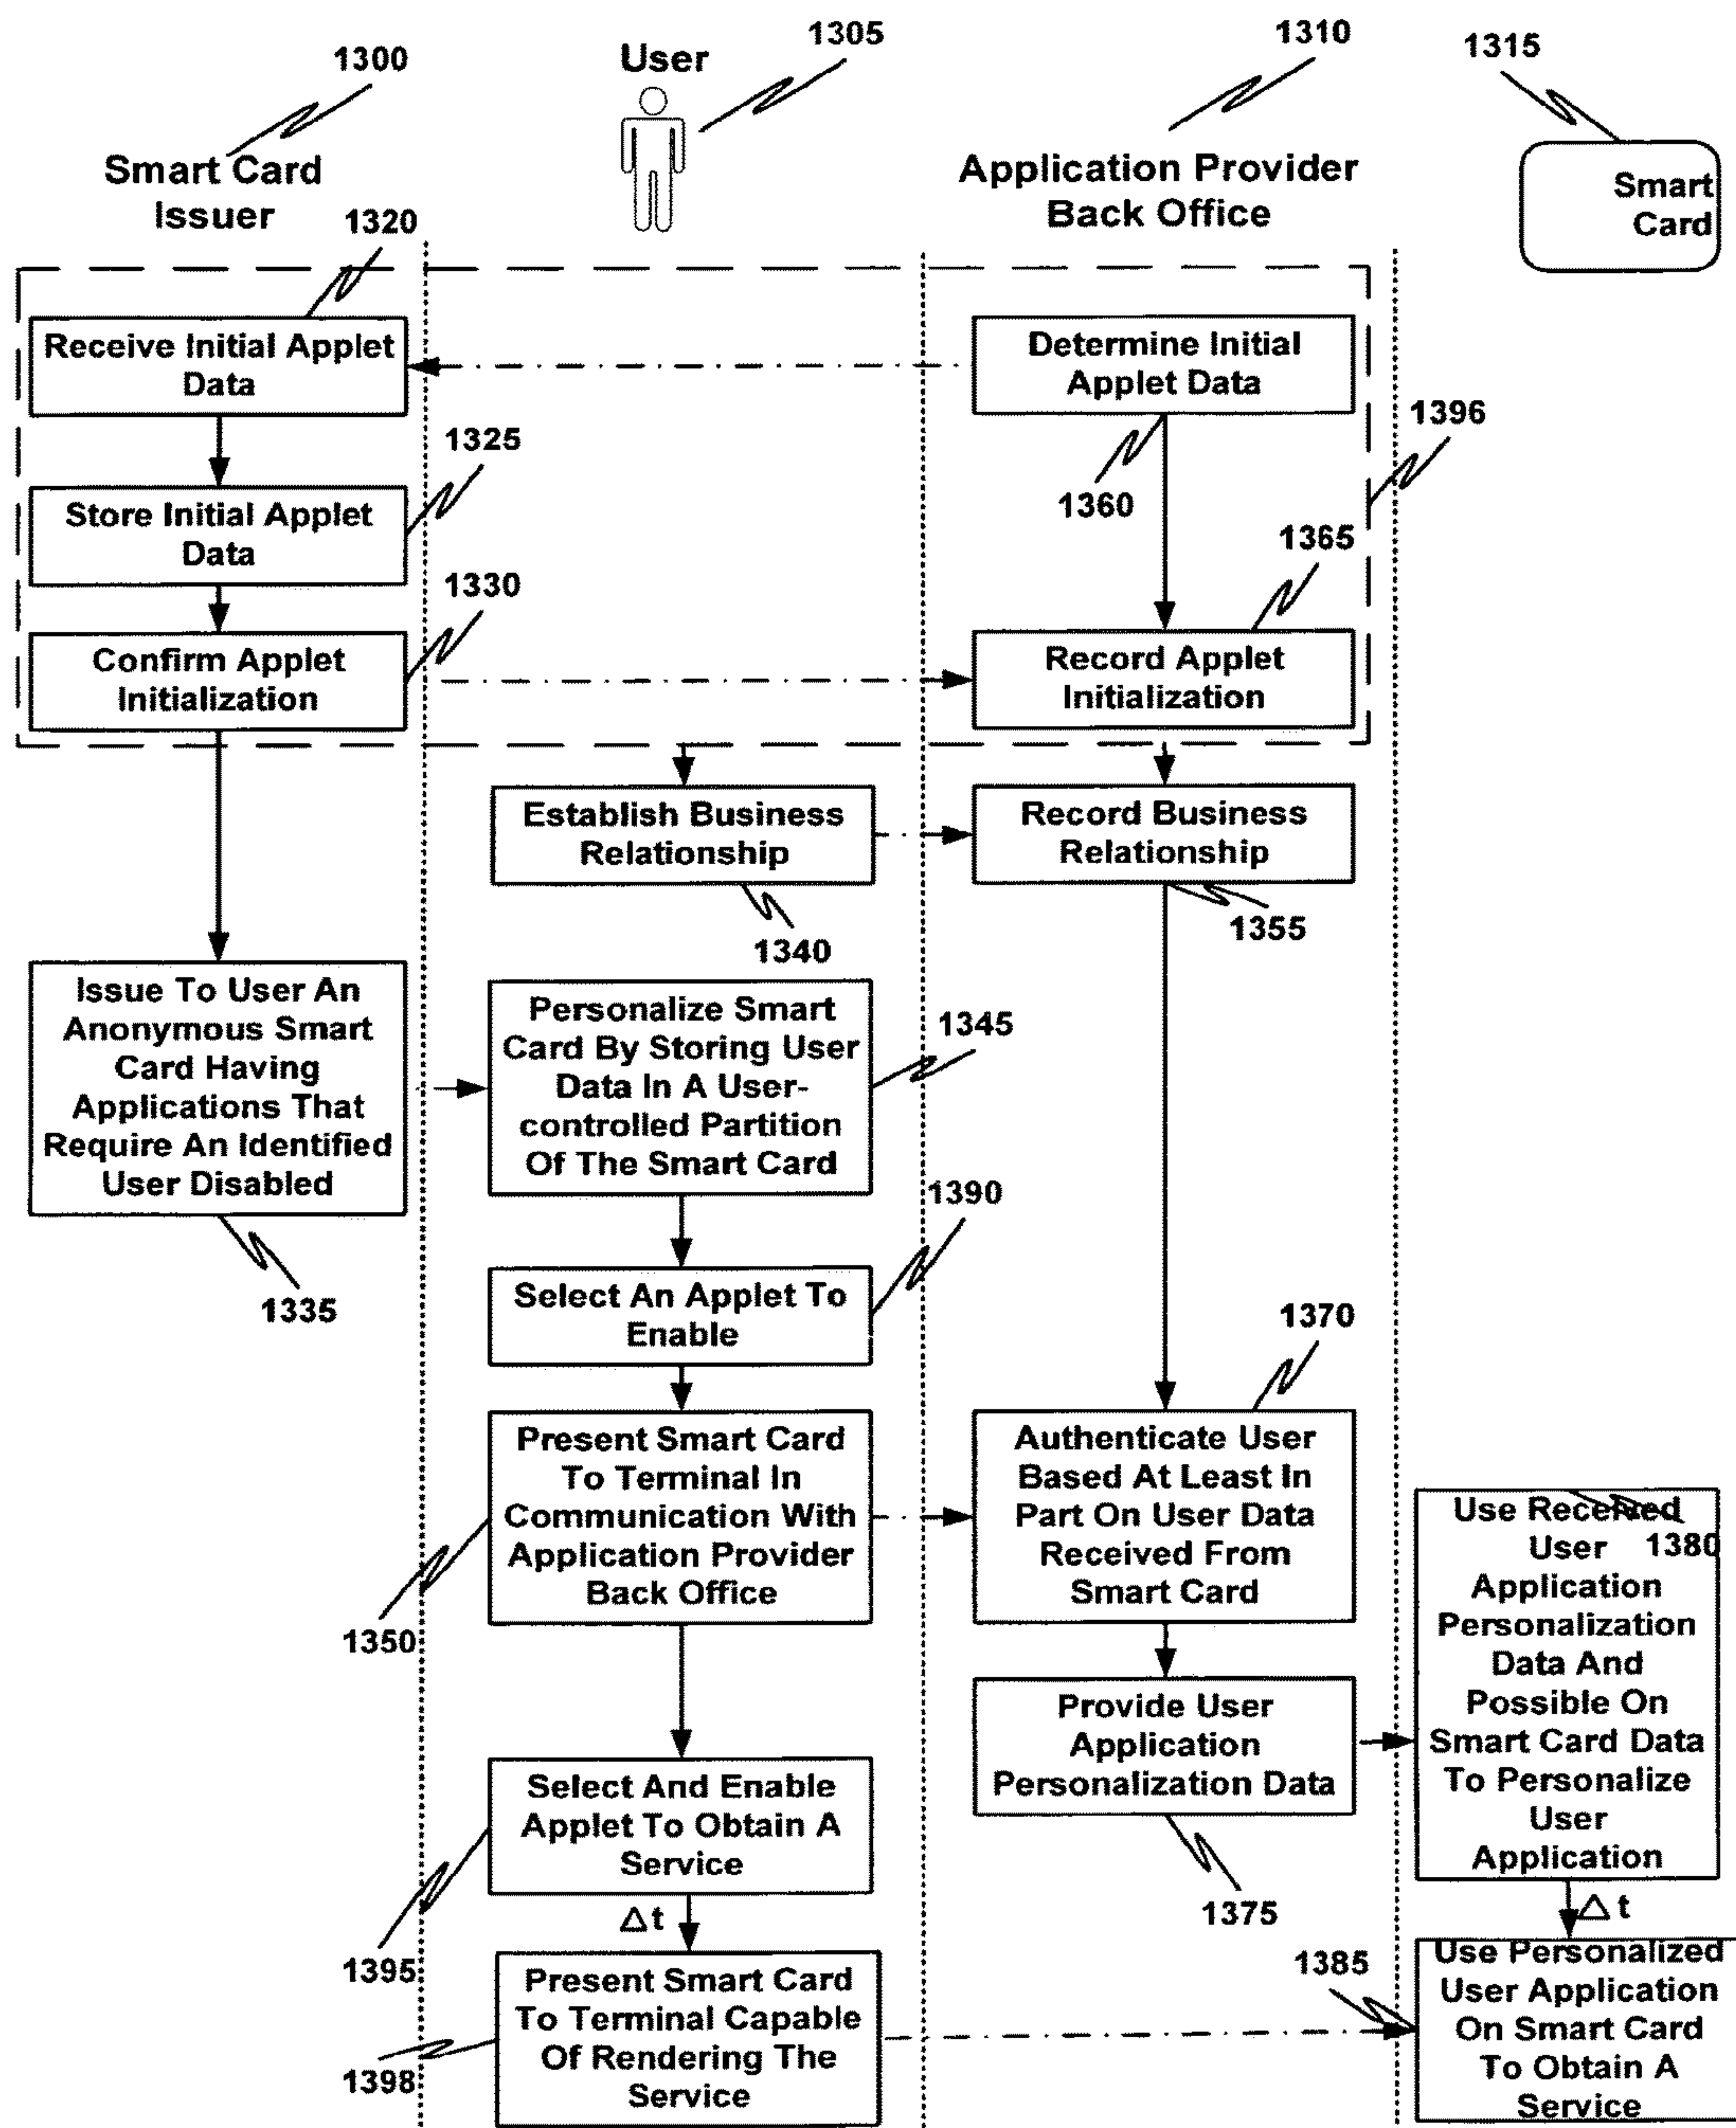 1300
User
1305
1310
1315
Smart Card
Issuer
Application Provider
Back Office
Smart
Card
1320
Receive Initial Applet
Data
Determine Initial
Applet Data
1396
1325
1360
Store Initial Applet
Data
1365
1330
Confirm Applet
Initialization
Record Applet
Initialization
Establish Business
Relationship
Record Business
Relationship
1340
1355
Issue To User An
Anonymous Smart
Card Having
Applications That
Require An Identified
User Disabled
1335
Personalize Smart
Card By Storing User
Data In A User-
controlled Partition
Of The Smart Card
1345
1390
Select An Applet To
Enable
1370
Present Smart Card
To Terminal In
Communication With
Application Provider
Back Office
1350
Authenticate User
Based At Least In
Part On User Data
Received From
Smart Card
Use Received
User
1380
Application
Personalization
Data And
Possible On
Smart Card Data
To Personalize
User
Application
Provide User
Application
Personalization Data
1375
Select And Enable
Applet To Obtain A
Service
1395
Δ t
Δ t
Present Smart Card
To Terminal Capable
Of Rendering The
Service
1398
1385
Use Personalized
User Application
On Smart Card
To Obtain A
Service